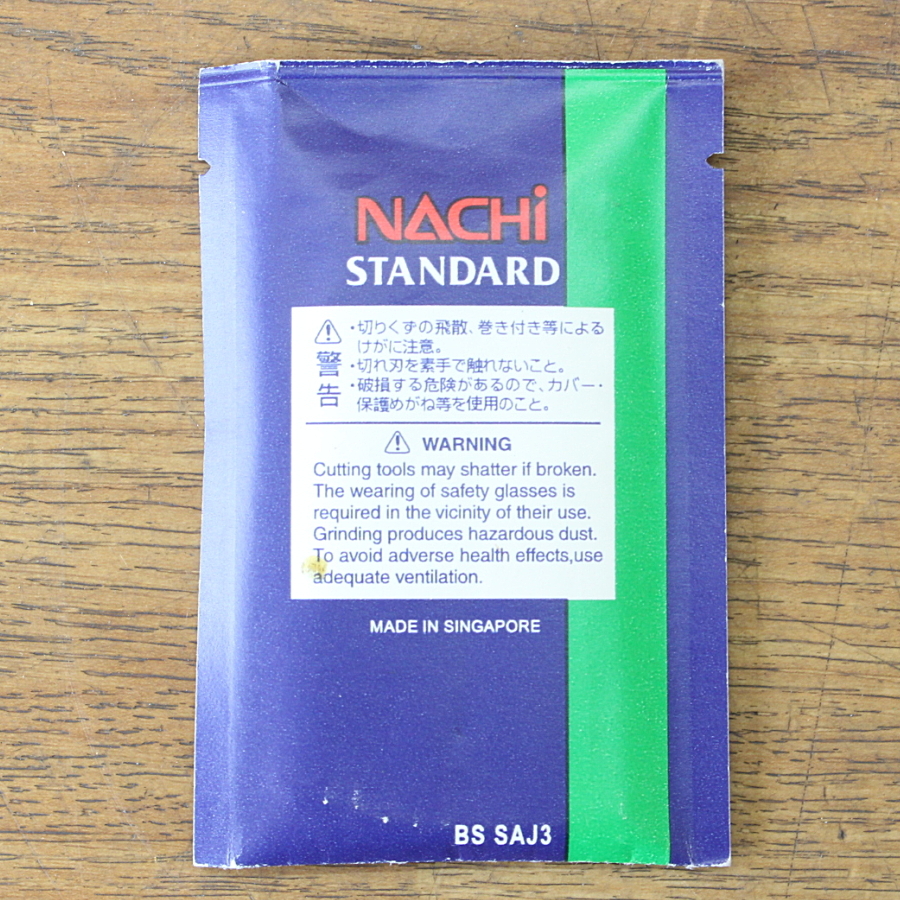 NACHi
STANDARD
・切りくずの飛散、巻き付き等による
けがに注意。
警告
・切れ刃を素手で触れないこと。
・破損する危険があるので、カバー・
保護めがね等を使用のこと。
WARNING
Cutting tools may shatter if broken.
The wearing of safety glasses is
required in the vicinity of their use.
Grinding produces hazardous dust.
To avoid adverse health effects,use
adequate ventilation.
MADE IN SINGAPORE
BS SAJ3